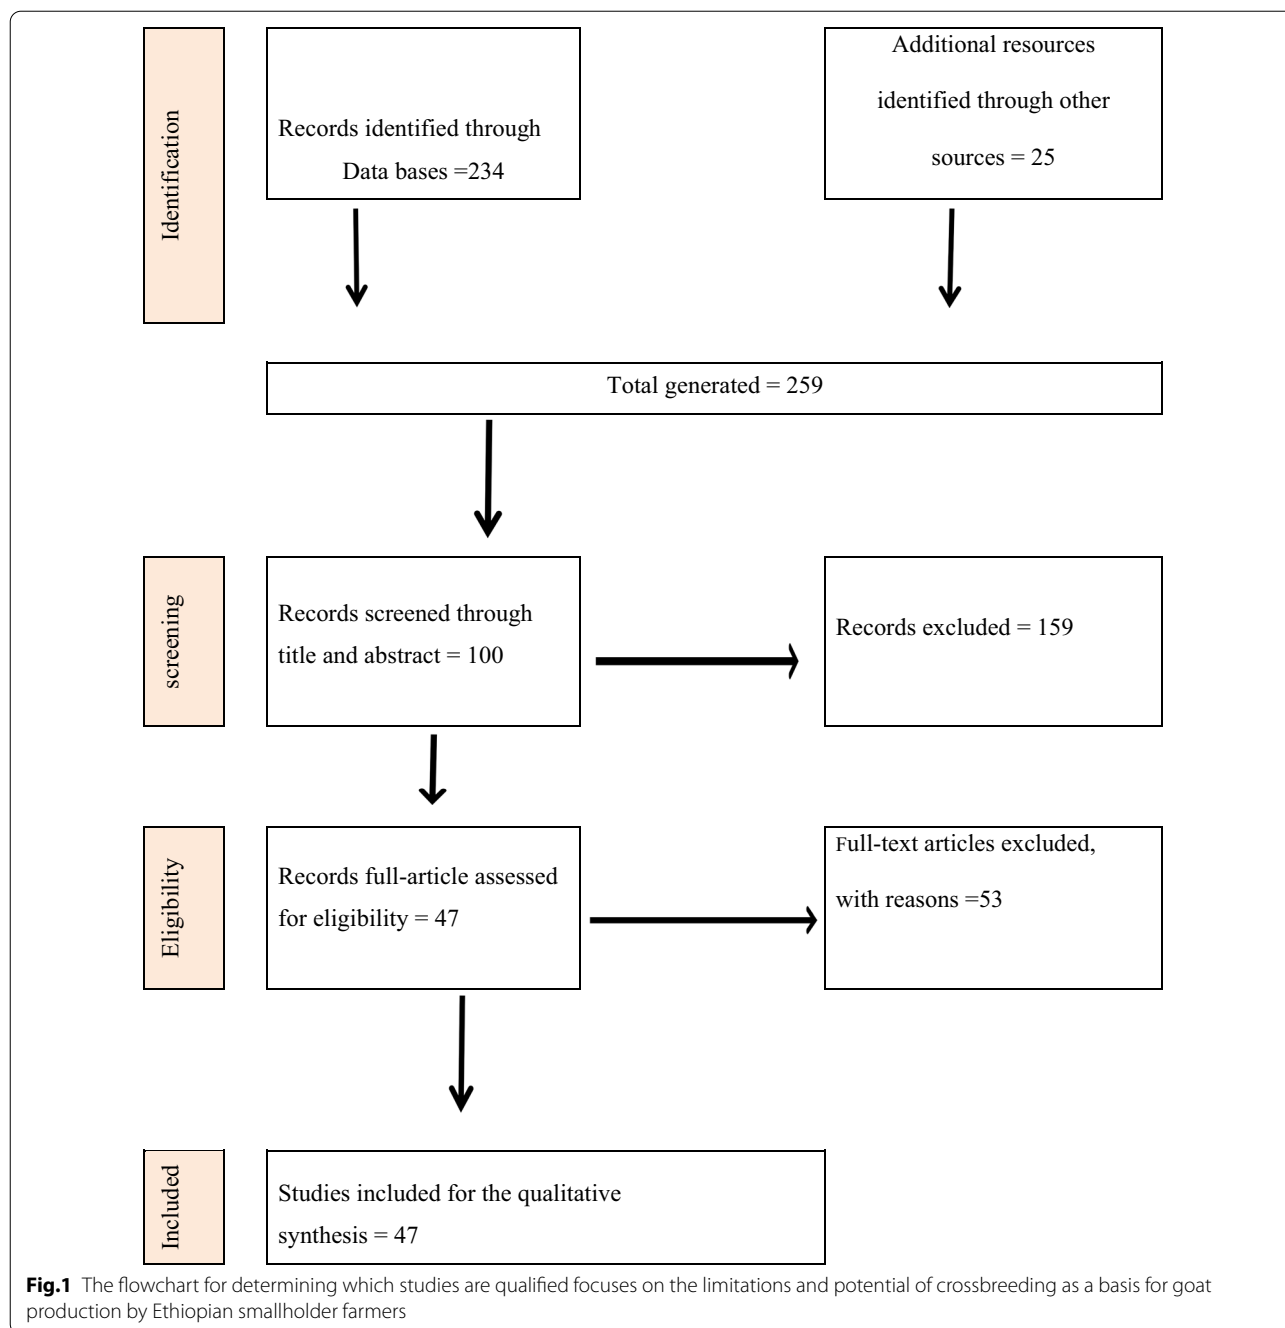 Identification
Records identified through
Data bases =234
Additional resources
identified through other
sources = 25
Total generated = 259
screening
Records screened through
title and abstract = 100
Records excluded = 159
Eligibility
Records full-article assessed
for eligibility = 47
Full-text articles excluded,
with reasons =53
Included
Studies included for the qualitative
synthesis = 47
Fig.1 The flowchart for determining which studies are qualified focuses on the limitations and potential of crossbreeding as a basis for goat
production by Ethiopian smallholder farmers